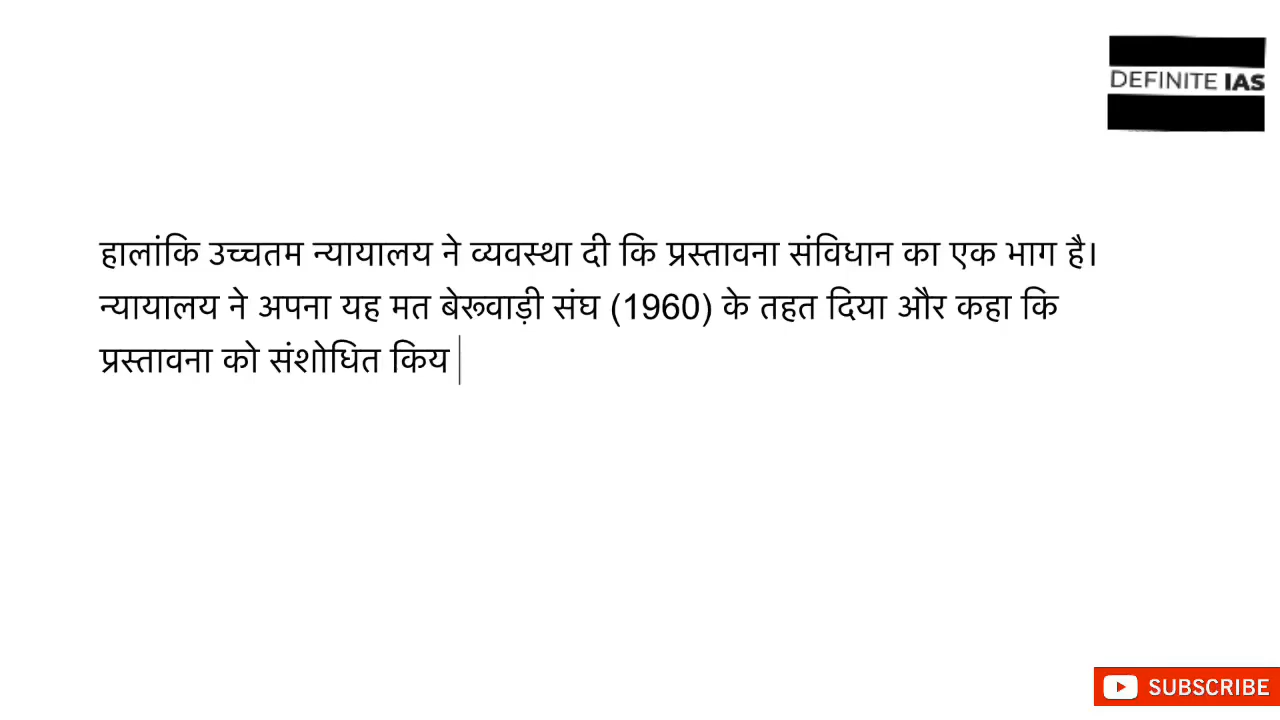 DEFINITE IAS
हालांकि उच्चतम न्यायालय ने व्यवस्था दी कि प्रस्तावना संविधान का एक भाग है।
न्यायालय ने अपना यह मत बेरूवाड़ी संघ (1960) के तहत दिया और कहा कि
प्रस्तावना को संशोधित किय
SUBSCRIBE